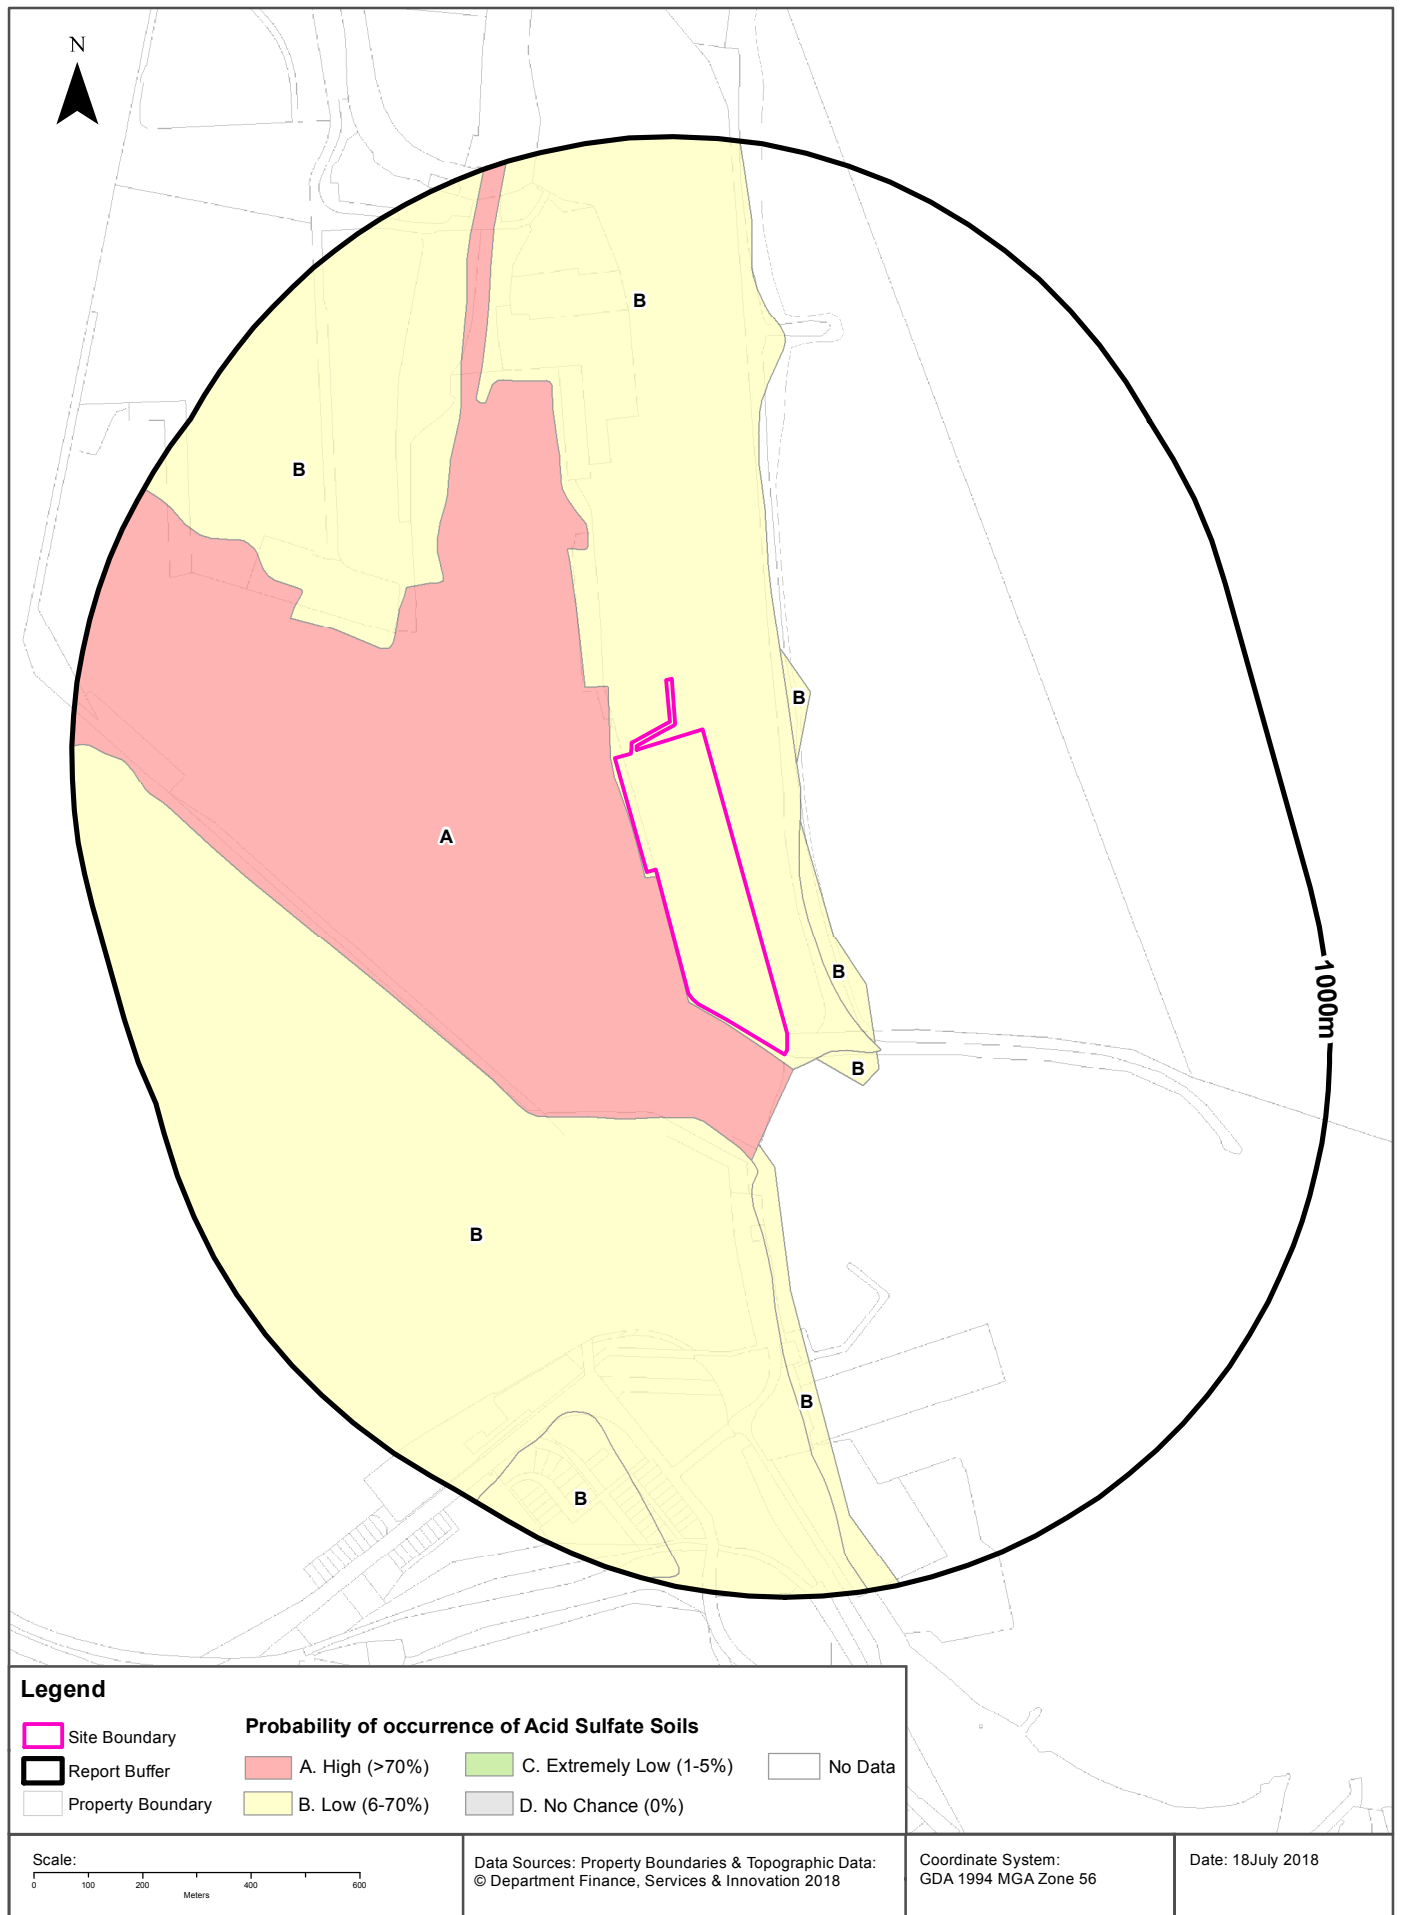 N
B
B
B
A
B
1000m
B
B
B
B
Legend
Site Boundary
Report Buffer
Property Boundary
Probability of occurrence of Acid Sulfate Soils
A. High (>70%)
B. Low (6-70%)
C. Extremely Low (1-5%)
D. No Chance (0%)
No Data
Scale:
0 100 200 400 600
Meters
Data Sources: Property Boundaries & Topographic Data:
© Department Finance, Services & Innovation 2018
Coordinate System:
GDA 1994 MGA Zone 56
Date: 18July 2018